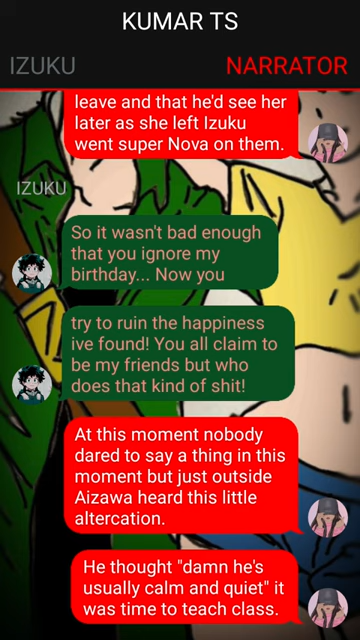 KUMAR TS
IZUKU
NARRATOR
leave and that he'd see her
later as she left Izuku
went super Nova on them.
IZUKU
So it wasn't bad enough
that you ignore my
birthday... Now you
try to ruin the happiness
ive found! You all claim to
be my friends but who
does that kind of shit!
At this moment nobody
dared to say a thing in this
moment but just outside
Aizawa heard this little
altercation.
He thought "damn he's
usually calm and quiet" it
was time to teach class.